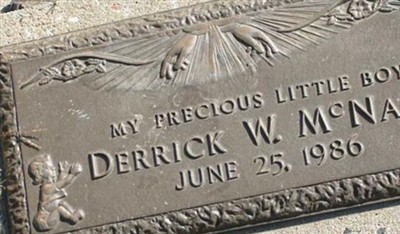 MY PRECIOUS LITTLE BOY
DERRICK W. McNA
JUNE 25, 1986